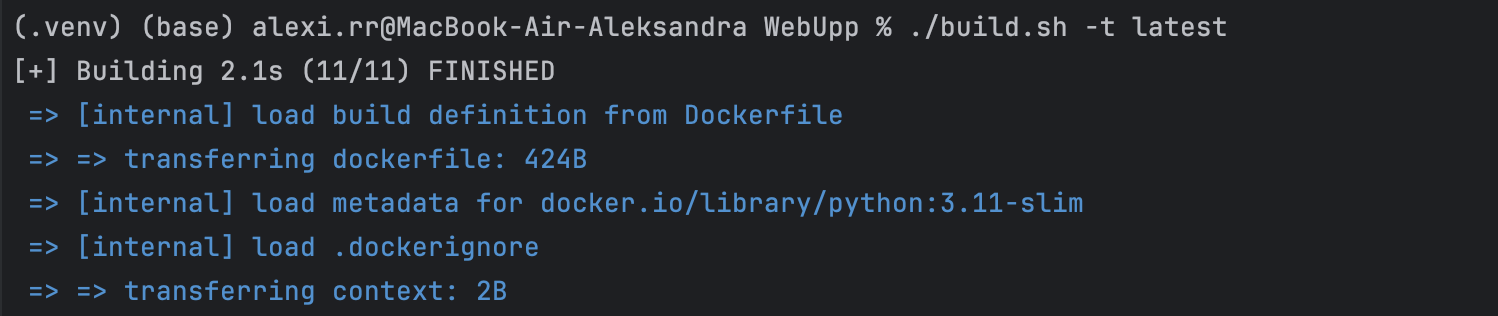 (.venv) (base) alexi.rr@MacBook-Air-Aleksandra WebUpp % ./build.sh -t latest
[+] Building 2.1s (11/11) FINISHED
 => [internal] load build definition from Dockerfile
 => => transferring dockerfile: 424B
 => [internal] load metadata for docker.io/library/python:3.11-slim
 => [internal] load .dockerignore
 => => transferring context: 2B